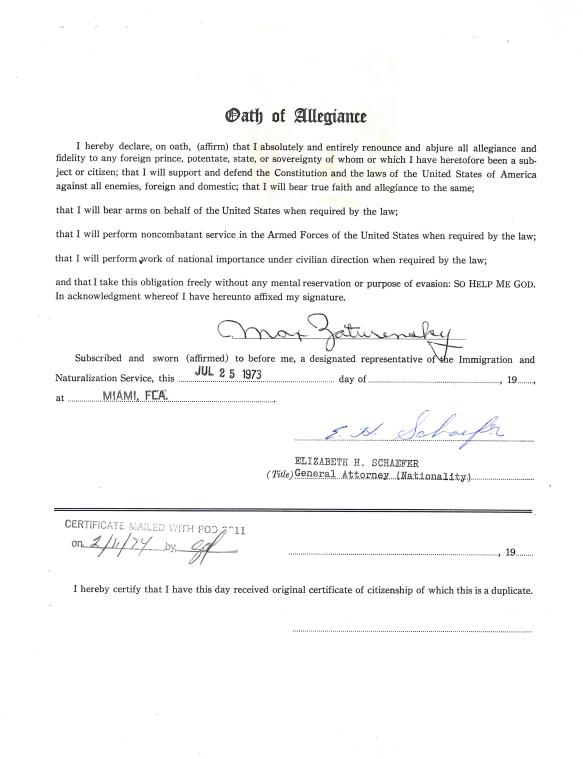 Oath of Allegiance
I hereby declare, on oath, (affirm) that I absolutely and entirely renounce and abjure all allegiance and
fidelity to any foreign prince, potentate, state, or sovereignty of whom or which I have heretofore been a sub-
ject or citizen; that I will support and defend the Constitution and the laws of the United States of America
against all enemies, foreign and domestic; that I will bear true faith and allegiance to the same;
that I will bear arms on behalf of the United States when required by the law;
that I will perform noncombatant service in the Armed Forces of the United States when required by the law;
that I will perform work of national importance under civilian direction when required by the law;
and that I take this obligation freely without any mental reservation or purpose of evasion: SO HELP ME GOD.
In acknowledgment whereof I have hereunto affixed my signature.
Max Zaturensky
Subscribed and sworn (affirmed) to before me, a designated representative of the Immigration and
Naturalization Service, this JUL 25 1973 day of , 19 ,
at MIAMI, FLA.
E. H. Schaefer
ELIZABETH H. SCHAEFER
(Title) General Attorney (Nationality)
CERTIFICATE MAILED WITH POD 3811
on 2/11/74 by
, 19
I hereby certify that I have this day received original certificate of citizenship of which this is a duplicate.